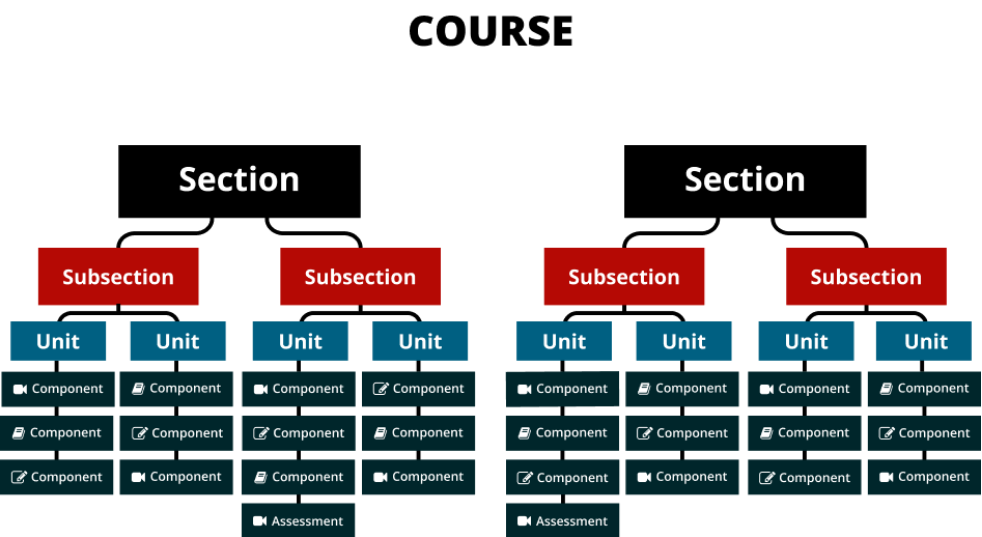 COURSE
Section Section
Subsection Subsection Subsection Subsection
Unit Unit Unit Unit Unit Unit Unit Unit
Component Component Component Component Component Component Component Component
Component Component Component Component Component Component Component Component
Component Component Component Component Component Component Component Component
Assessment Assessment